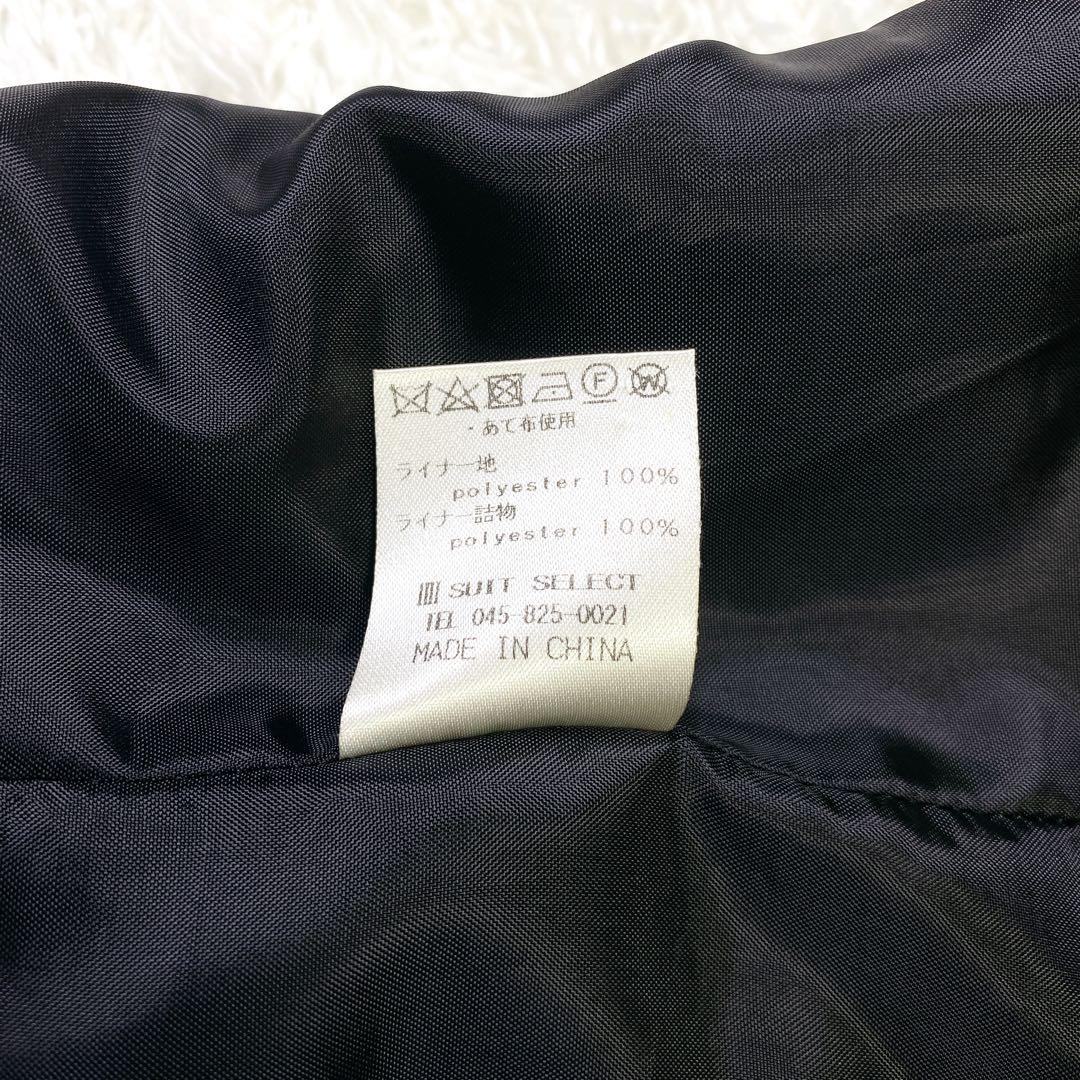 F W
・あて布使用
ライナー地
polyester 100%
ライナー詰物
polyester 100%
SUIT SELECT
TEL 045-825-0021
MADE IN CHINA